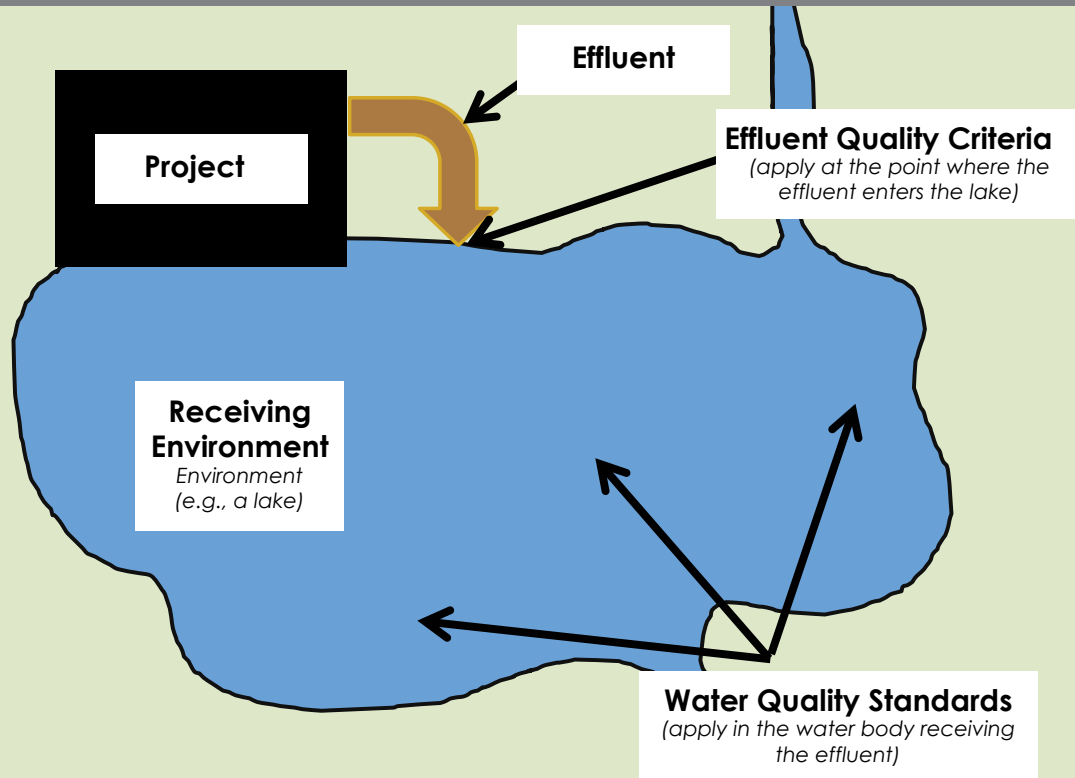 Effluent
Project
Effluent Quality Criteria
(apply at the point where the
effluent enters the lake)
Receiving
Environment
Environment
(e.g., a lake)
Water Quality Standards
(apply in the water body receiving
the effluent)